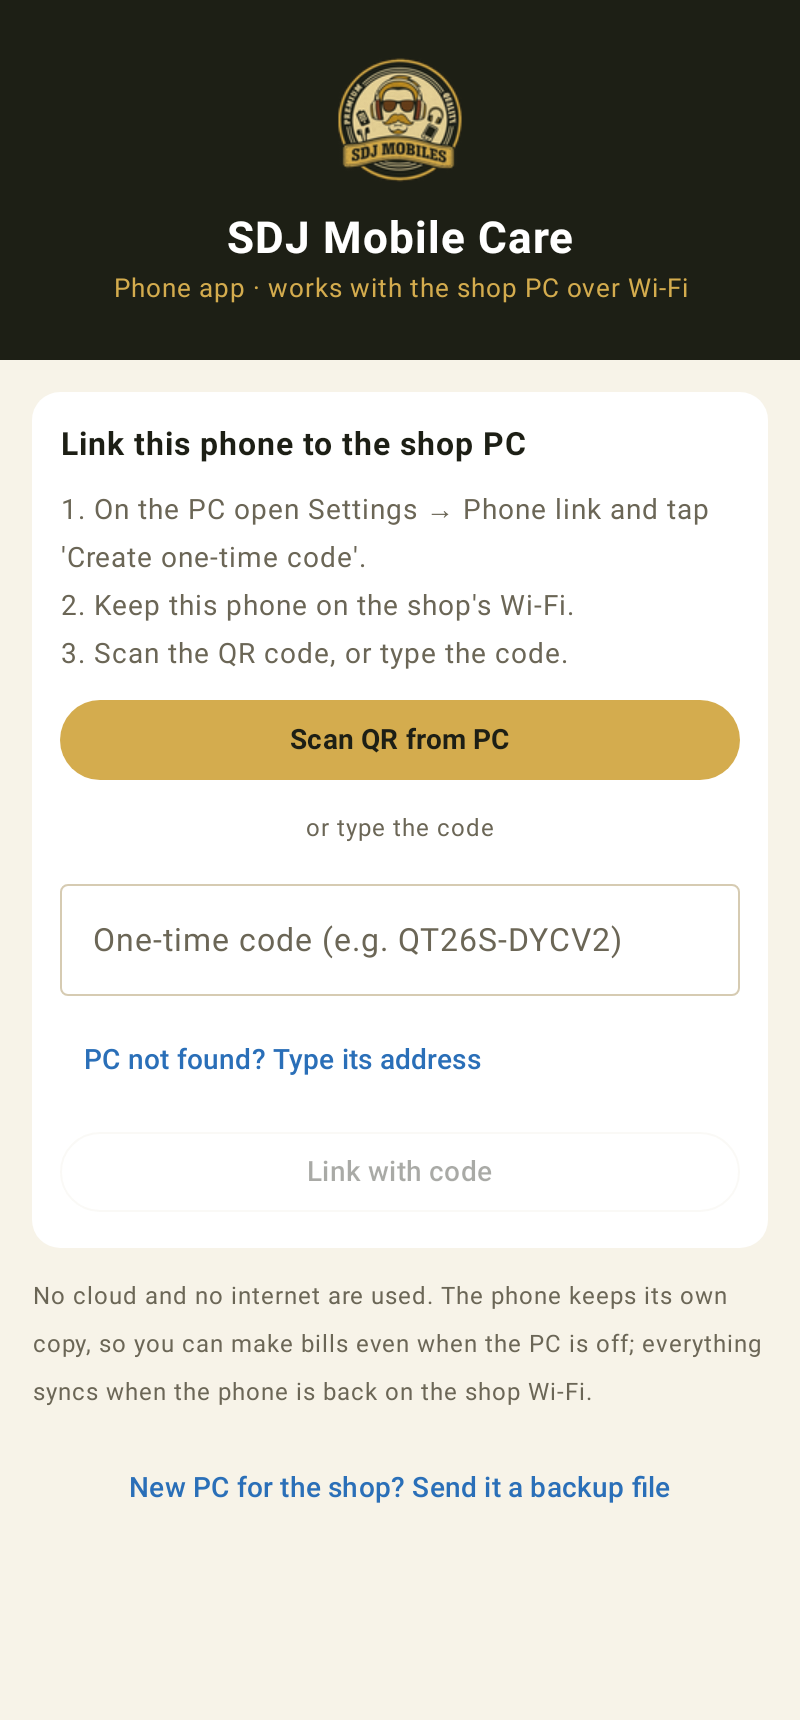 PREMIUM QUALITY
SDJ MOBILES
SDJ Mobile Care
Phone app · works with the shop PC over Wi-Fi
Link this phone to the shop PC
1. On the PC open Settings → Phone link and tap
'Create one-time code'.
2. Keep this phone on the shop's Wi-Fi.
3. Scan the QR code, or type the code.
Scan QR from PC
or type the code
One-time code (e.g. QT26S-DYCV2)
PC not found? Type its address
Link with code
No cloud and no internet are used. The phone keeps its own
copy, so you can make bills even when the PC is off; everything
syncs when the phone is back on the shop Wi-Fi.
New PC for the shop? Send it a backup file